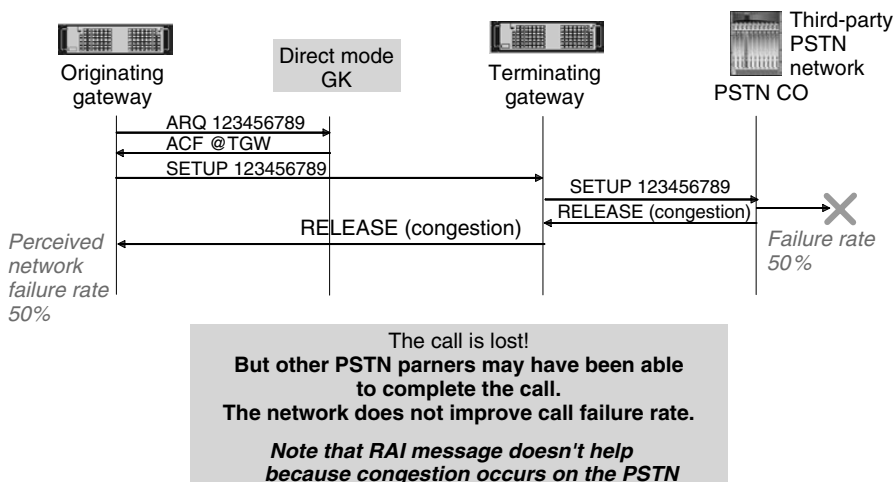 Originating
gateway
Direct mode
GK
Terminating
gateway
Third-party
PSTN
network
PSTN CO
ARQ 123456789
ACF @TGW
SETUP 123456789
SETUP 123456789
RELEASE (congestion)
RELEASE (congestion)
Perceived
network
failure rate
50%
Failure rate
50%
The call is lost!
But other PSTN parners may have been able
to complete the call.
The network does not improve call failure rate.
Note that RAI message doesn't help
because congestion occurs on the PSTN